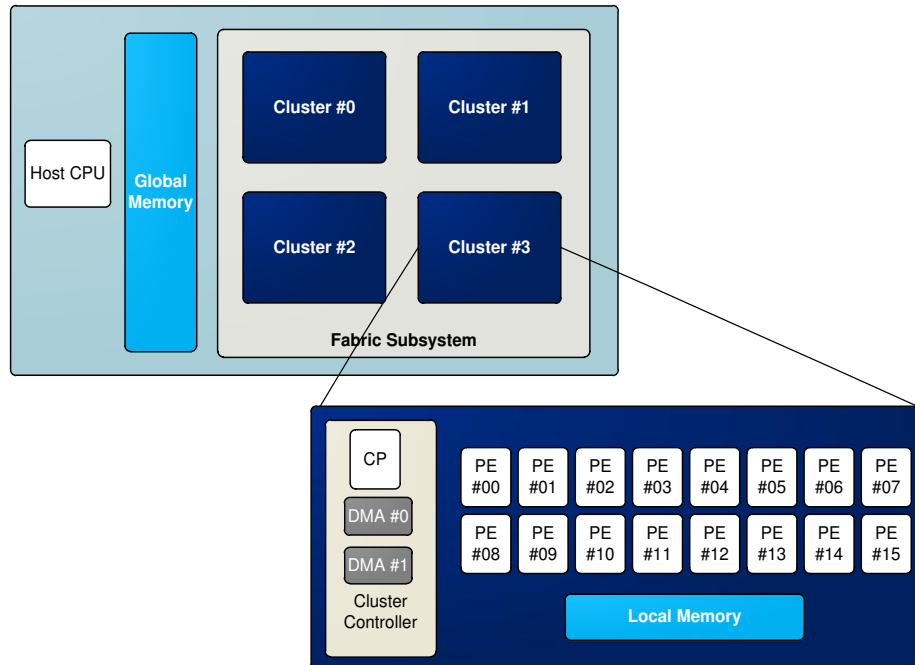 Cluster #0
Cluster #1
Host CPU
Global
Memory
Cluster #2
Cluster #3
Fabric Subsystem
CP
DMA #0
DMA #1
Cluster
Controller
PE
#00
PE
#01
PE
#02
PE
#03
PE
#04
PE
#05
PE
#06
PE
#07
PE
#08
PE
#09
PE
#10
PE
#11
PE
#12
PE
#13
PE
#14
PE
#15
Local Memory